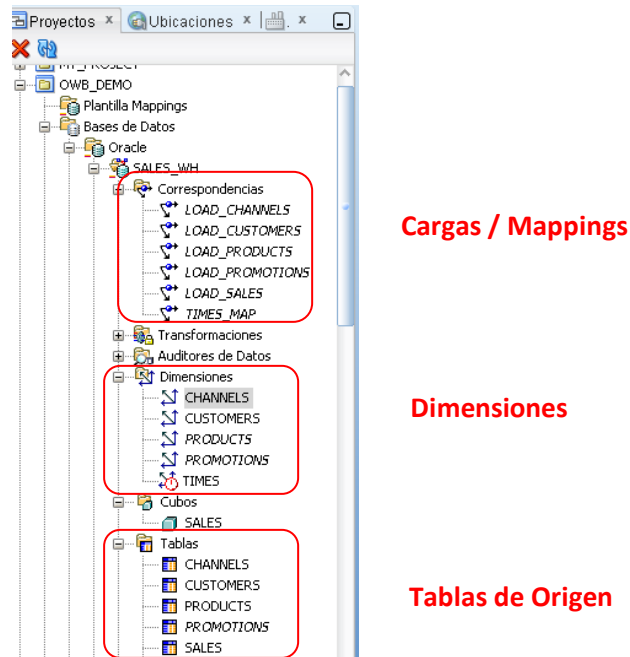 Proyectos x Ubicaciones x . x
MY_PROJECT
OWB_DEMO
Plantilla Mappings
Bases de Datos
Oracle
SALES_WH
Correspondencias
LOAD_CHANNELS
LOAD_CUSTOMERS
LOAD_PRODUCTS
LOAD_PROMOTIONS
LOAD_SALES
TIMES_MAP
Cargas / Mappings
Transformaciones
Auditores de Datos
Dimensiones
CHANNELS
CUSTOMERS
PRODUCTS
PROMOTIONS
TIMES
Dimensiones
Cubos
SALES
Tablas
CHANNELS
CUSTOMERS
PRODUCTS
PROMOTIONS
SALES
Tablas de Origen